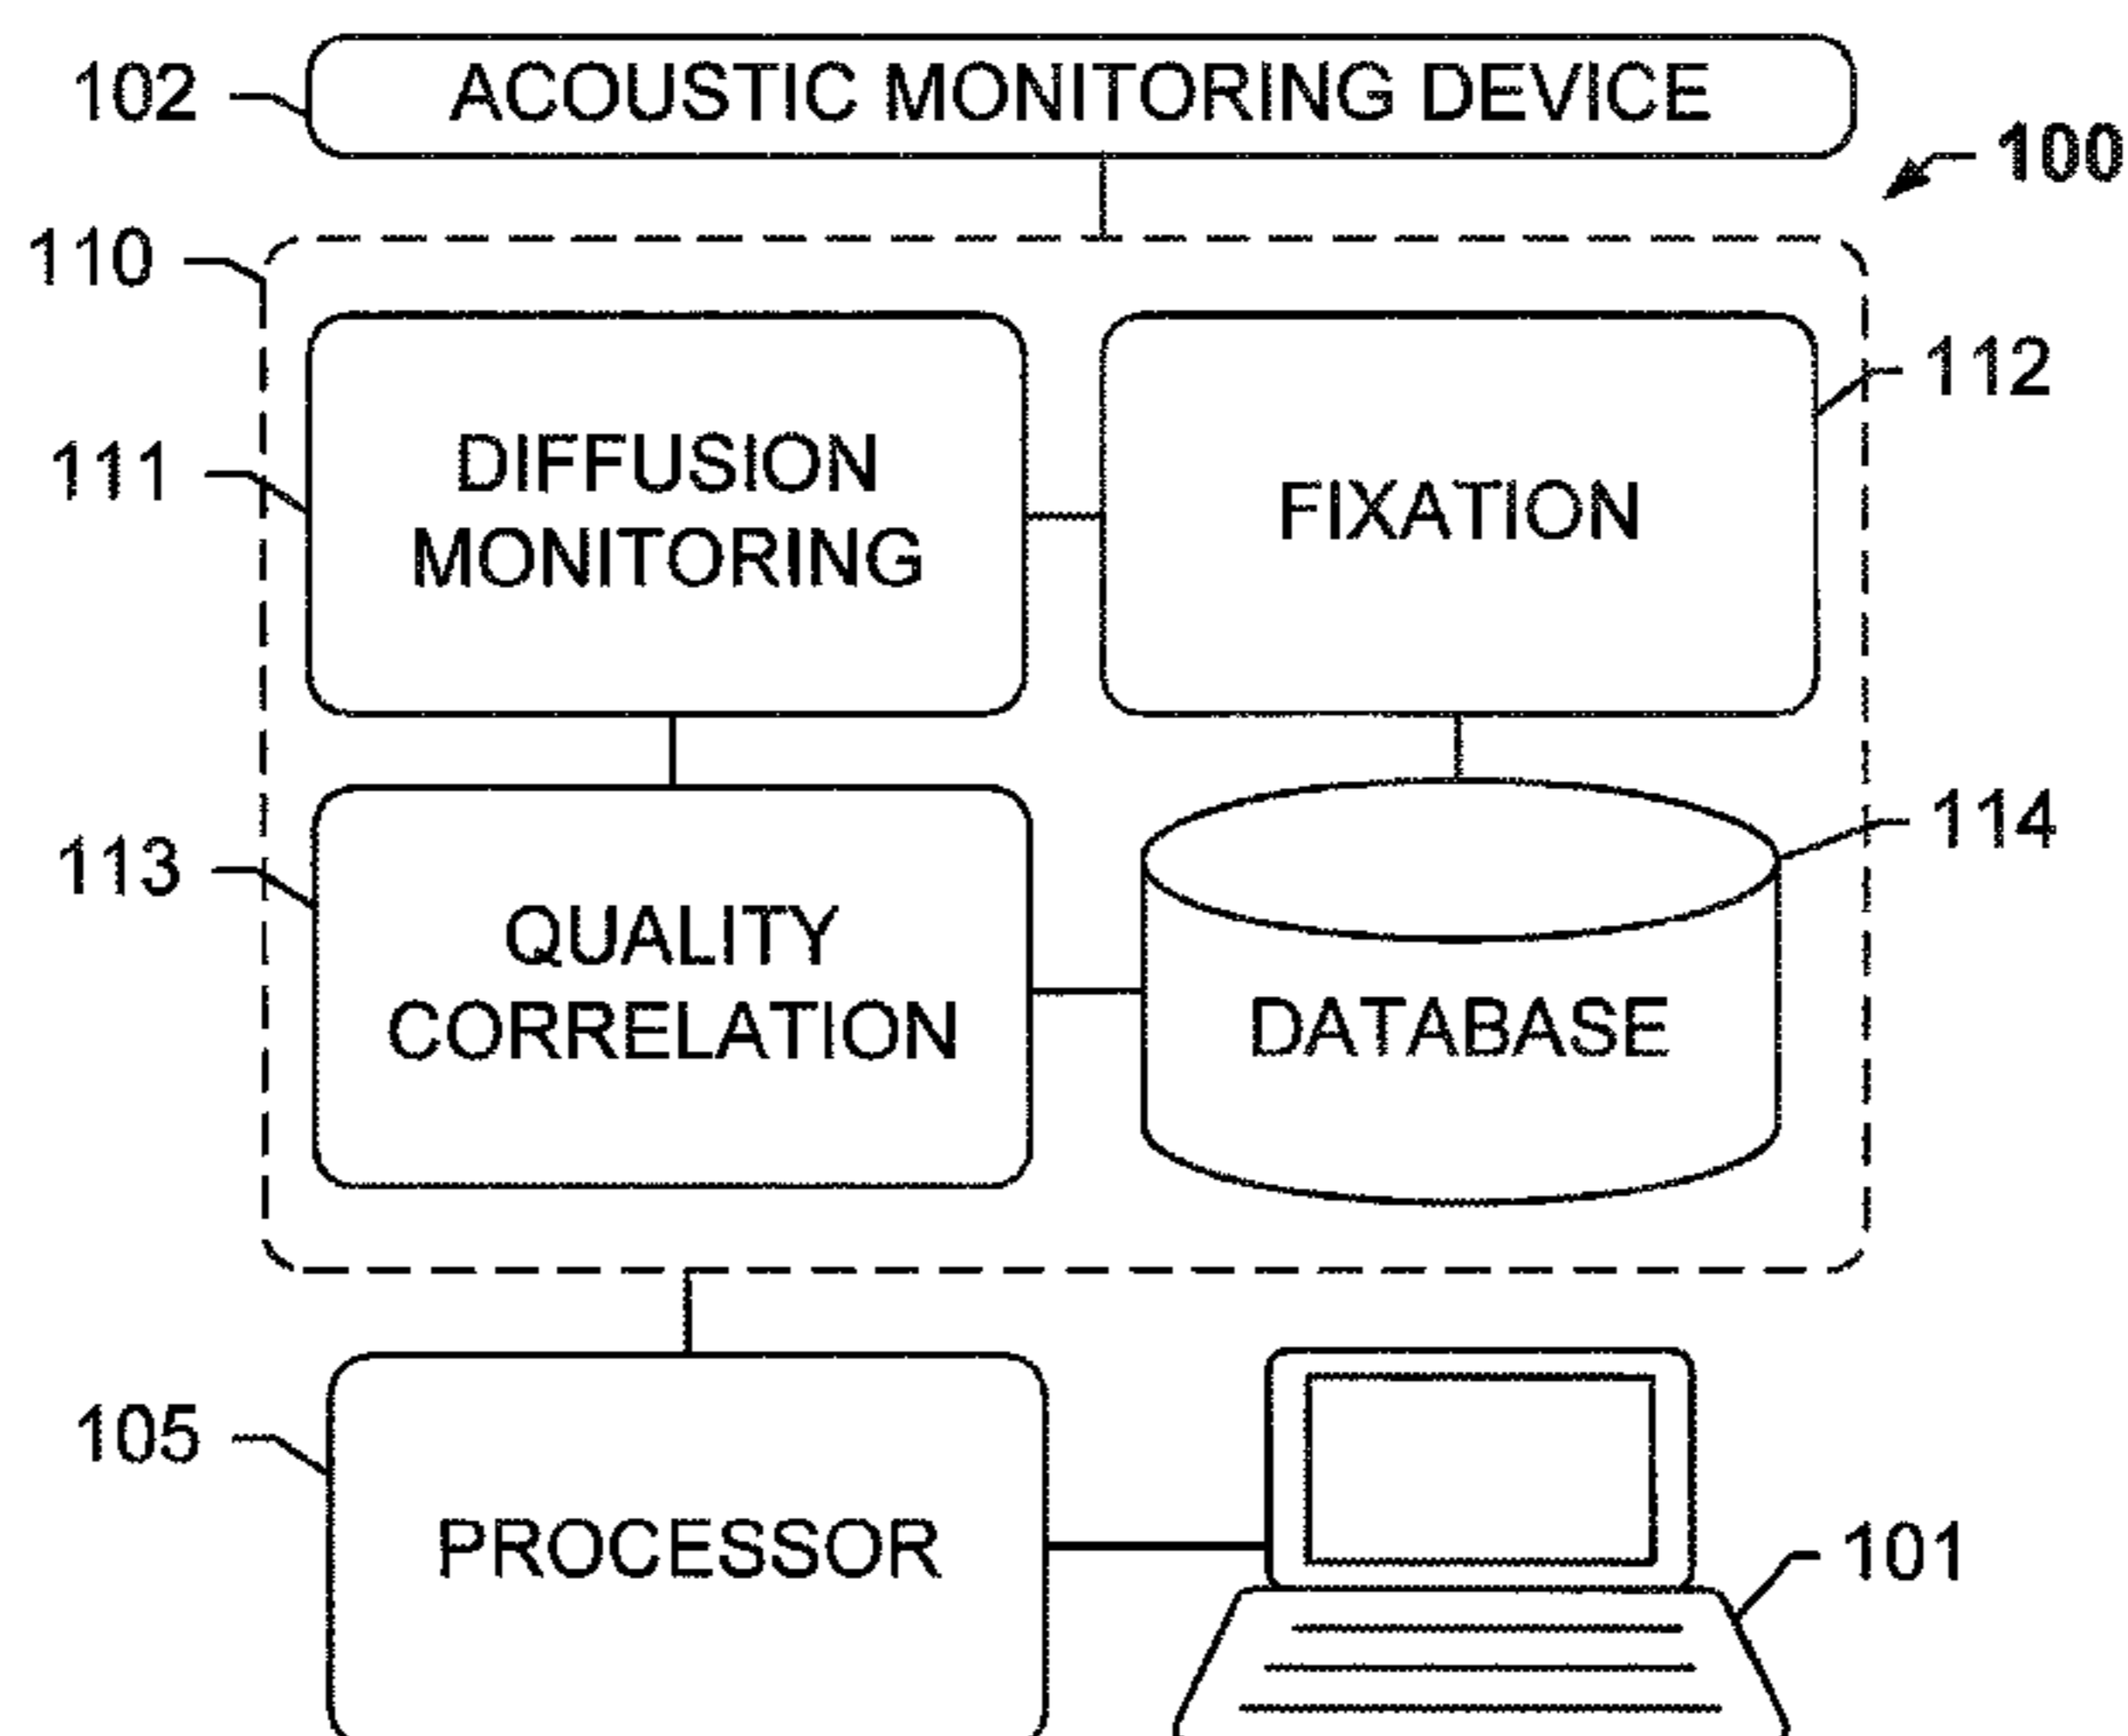 102 ACOUSTIC MONITORING DEVICE
100
110
112
111 DIFFUSION
MONITORING
FIXATION
114
113 QUALITY
CORRELATION
DATABASE
105 PROCESSOR
101